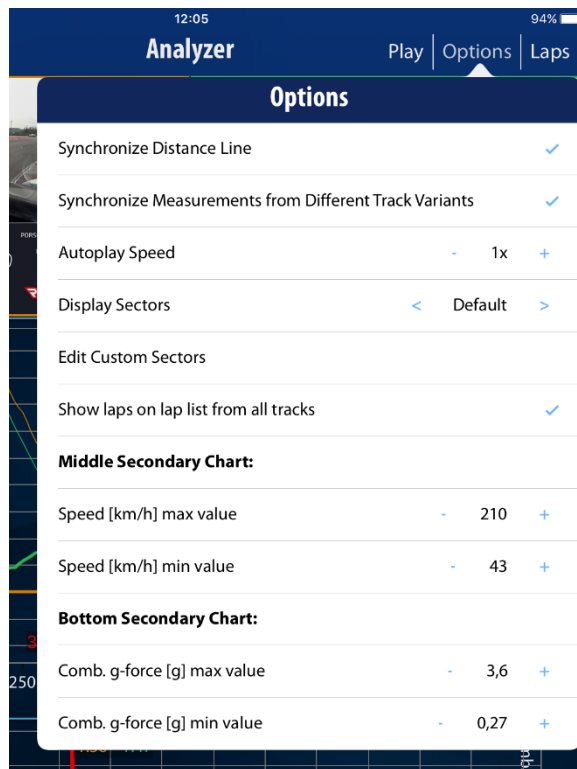 12:05
94%
Analyzer
Play Options Laps
Options
Synchronize Distance Line
Synchronize Measurements from Different Track Variants
Autoplay Speed - 1x +
Display Sectors < Default >
Edit Custom Sectors
Show laps on lap list from all tracks
Middle Secondary Chart:
Speed [km/h] max value - 210 +
Speed [km/h] min value - 43 +
Bottom Secondary Chart:
3
Comb. g-force [g] max value - 3,6 +
250
Comb. g-force [g] min value - 0,27 +